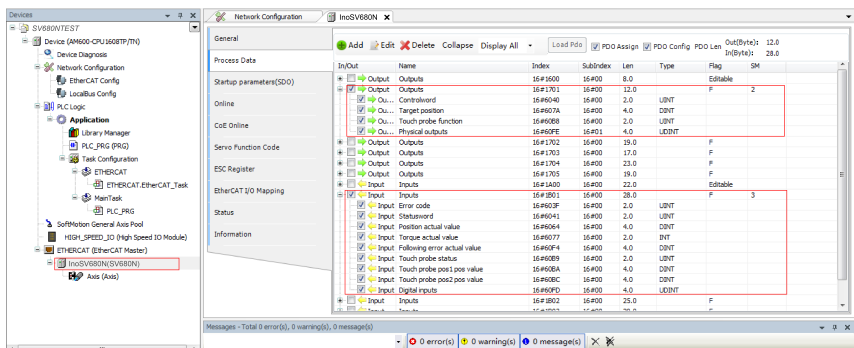 Devices
SV680NTEST
Device (AM600-CPU1608TP/TN)
Device Diagnosis
Network Configuration
EtherCAT Config
LocalBus Config
PLC Logic
Application
Library Manager
PLC_PRG (PRG)
Task Configuration
ETHERCAT
ETHERCAT.EtherCAT_Task
MainTask
PLC_PRG
SoftMotion General Axis Pool
HIGH_SPEED_IO (High Speed IO Module)
ETHERCAT (EtherCAT Master)
InoSV680N(SV680N)
Axis (Axis)
Network Configuration InoSV680N
General
Process Data
Startup parameters(SDO)
Online
CoE Online
Servo Function Code
ESC Register
EtherCAT I/O Mapping
Status
Information
Add Edit Delete Collapse Display All Load Pdo PDO Assign PDO Config PDO Len Out(Byte): 12.0
In(Byte): 28.0
In/Out Name Index SubIndex Len Type Flag SM
Output Outputs 16#1600 16#00 8.0 Editable
Output Outputs 16#1701 16#00 12.0 F 2
Ou... Controlword 16#6040 16#00 2.0 UINT
Ou... Target position 16#607A 16#00 4.0 DINT
Ou... Touch probe function 16#60B8 16#00 2.0 UINT
Ou... Physical outputs 16#60FE 16#01 4.0 UDINT
Output Outputs 16#1702 16#00 19.0 F
Output Outputs 16#1703 16#00 17.0 F
Output Outputs 16#1704 16#00 23.0 F
Output Outputs 16#1705 16#00 19.0 F
Input Inputs 16#1A00 16#00 22.0 Editable
Input Inputs 16#1B01 16#00 28.0 F 3
Input Error code 16#603F 16#00 2.0 UINT
Input Statusword 16#6041 16#00 2.0 UINT
Input Position actual value 16#6064 16#00 4.0 DINT
Input Torque actual value 16#6077 16#00 2.0 INT
Input Following error actual value 16#60F4 16#00 4.0 DINT
Input Touch probe status 16#60B9 16#00 2.0 UINT
Input Touch probe pos1 pos value 16#60BA 16#00 4.0 DINT
Input Touch probe pos2 pos value 16#60BC 16#00 4.0 DINT
Input Digital inputs 16#60FD 16#00 4.0 UDINT
Input Inputs 16#1B02 16#00 25.0 F
Messages - Total 0 error(s), 0 warning(s), 0 message(s)
0 error(s) 0 warning(s) 0 message(s)